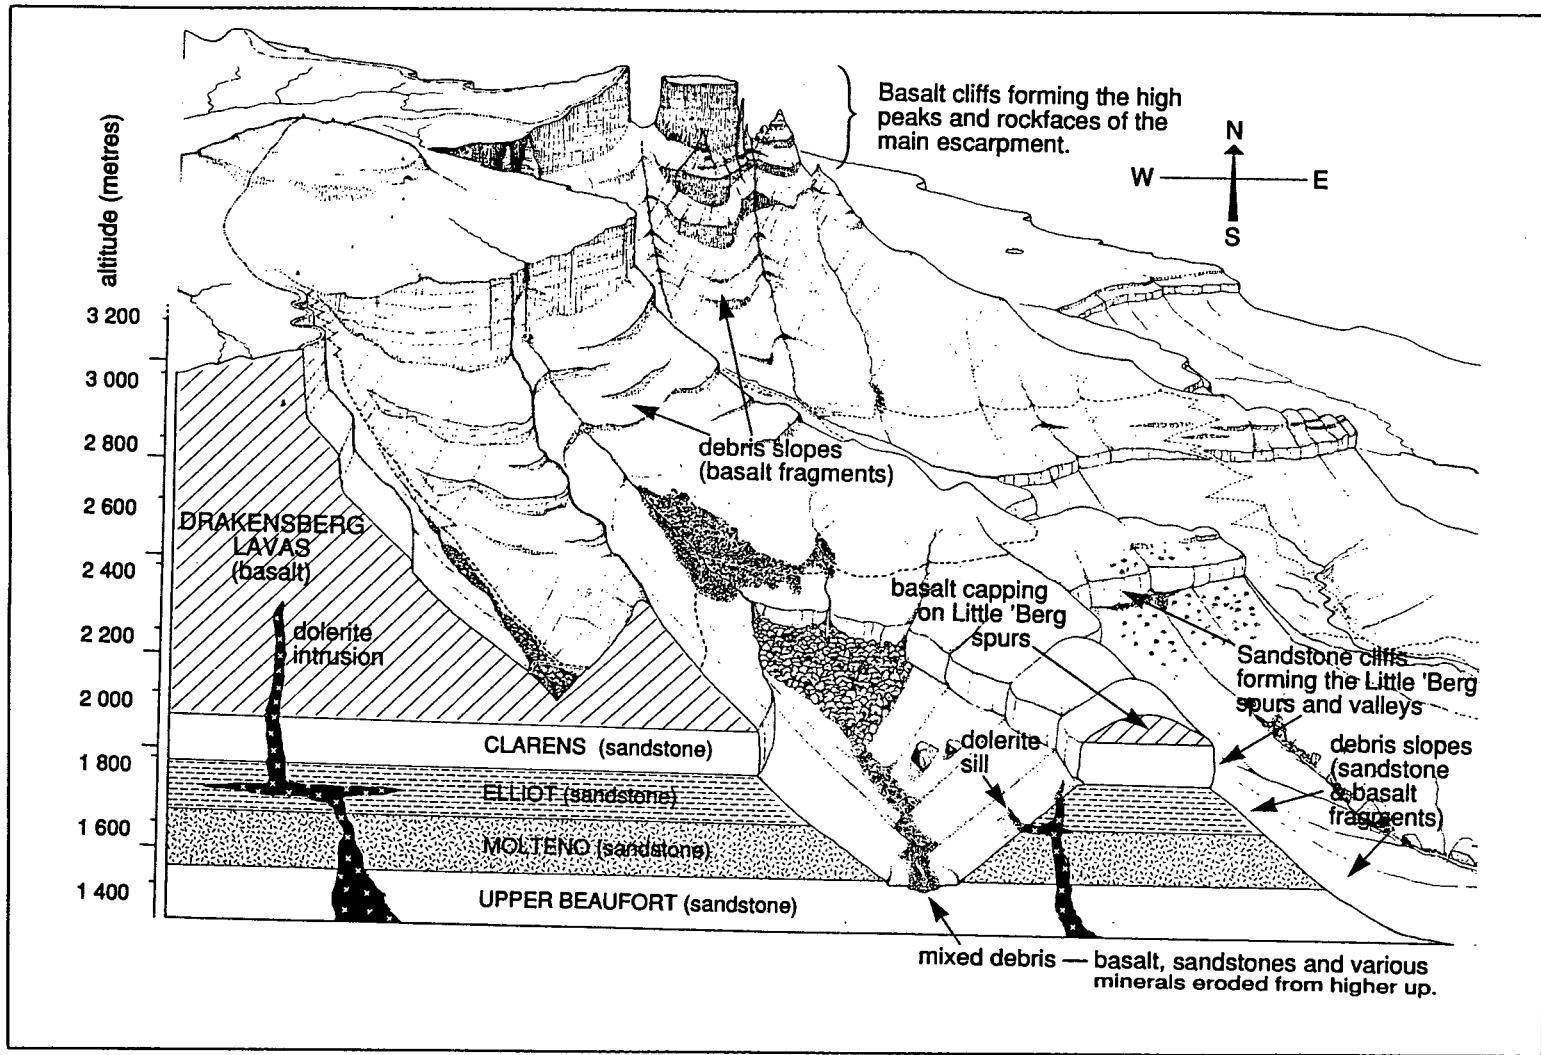 Basalt cliffs forming the high
peaks and rockfaces of the
main escarpment.
N
W
E
S
altitude (metres)
3 200
3 000
2 800
2 600
2 400
2 200
2 000
1 800
1 600
1 400
debris slopes
(basalt fragments)
DRAKENSBERG
LAVAS
(basalt)
dolerite
intrusion
basalt capping
on Little 'Berg
spurs
Sandstone cliffs
forming the Little 'Berg
spurs and valleys
dolerite
sill
debris slopes
(sandstone
& basalt
fragments)
CLARENS (sandstone)
ELLIOT (sandstone)
MOLTENO (sandstone)
UPPER BEAUFORT (sandstone)
mixed debris — basalt, sandstones and various
minerals eroded from higher up.